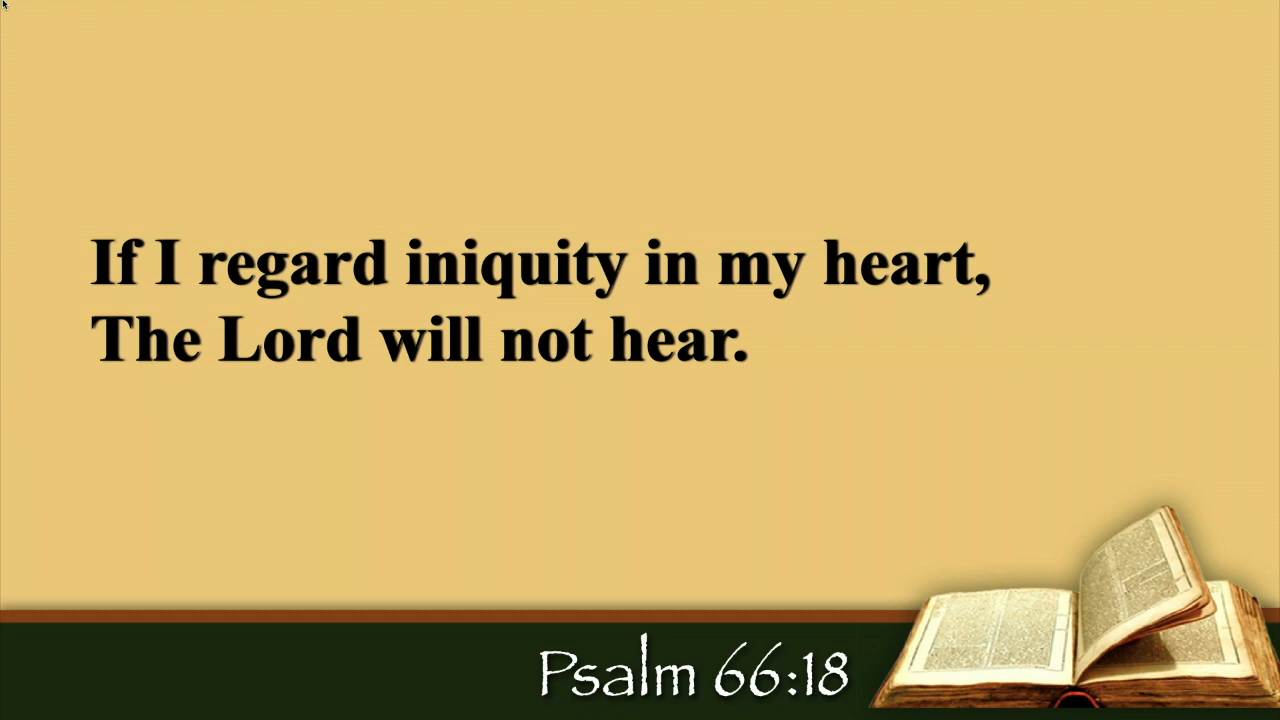 If I regard iniquity in my heart,
The Lord will not hear.
Psalm 66:18